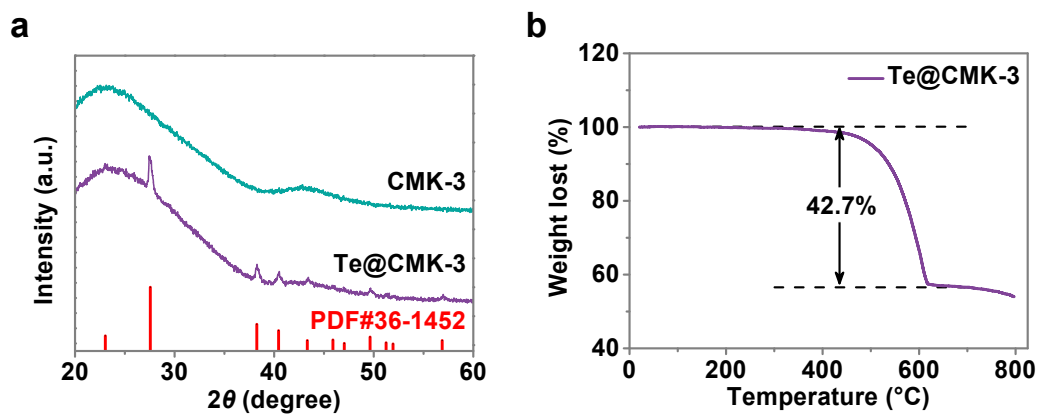 a
Intensity (a.u.)
CMK-3
Te@CMK-3
PDF#36-1452
20 30 40 50 60
2θ (degree)
b
Weight lost (%)
120
100
80
60
40
Te@CMK-3
42.7%
0 200 400 600 800
Temperature (°C)